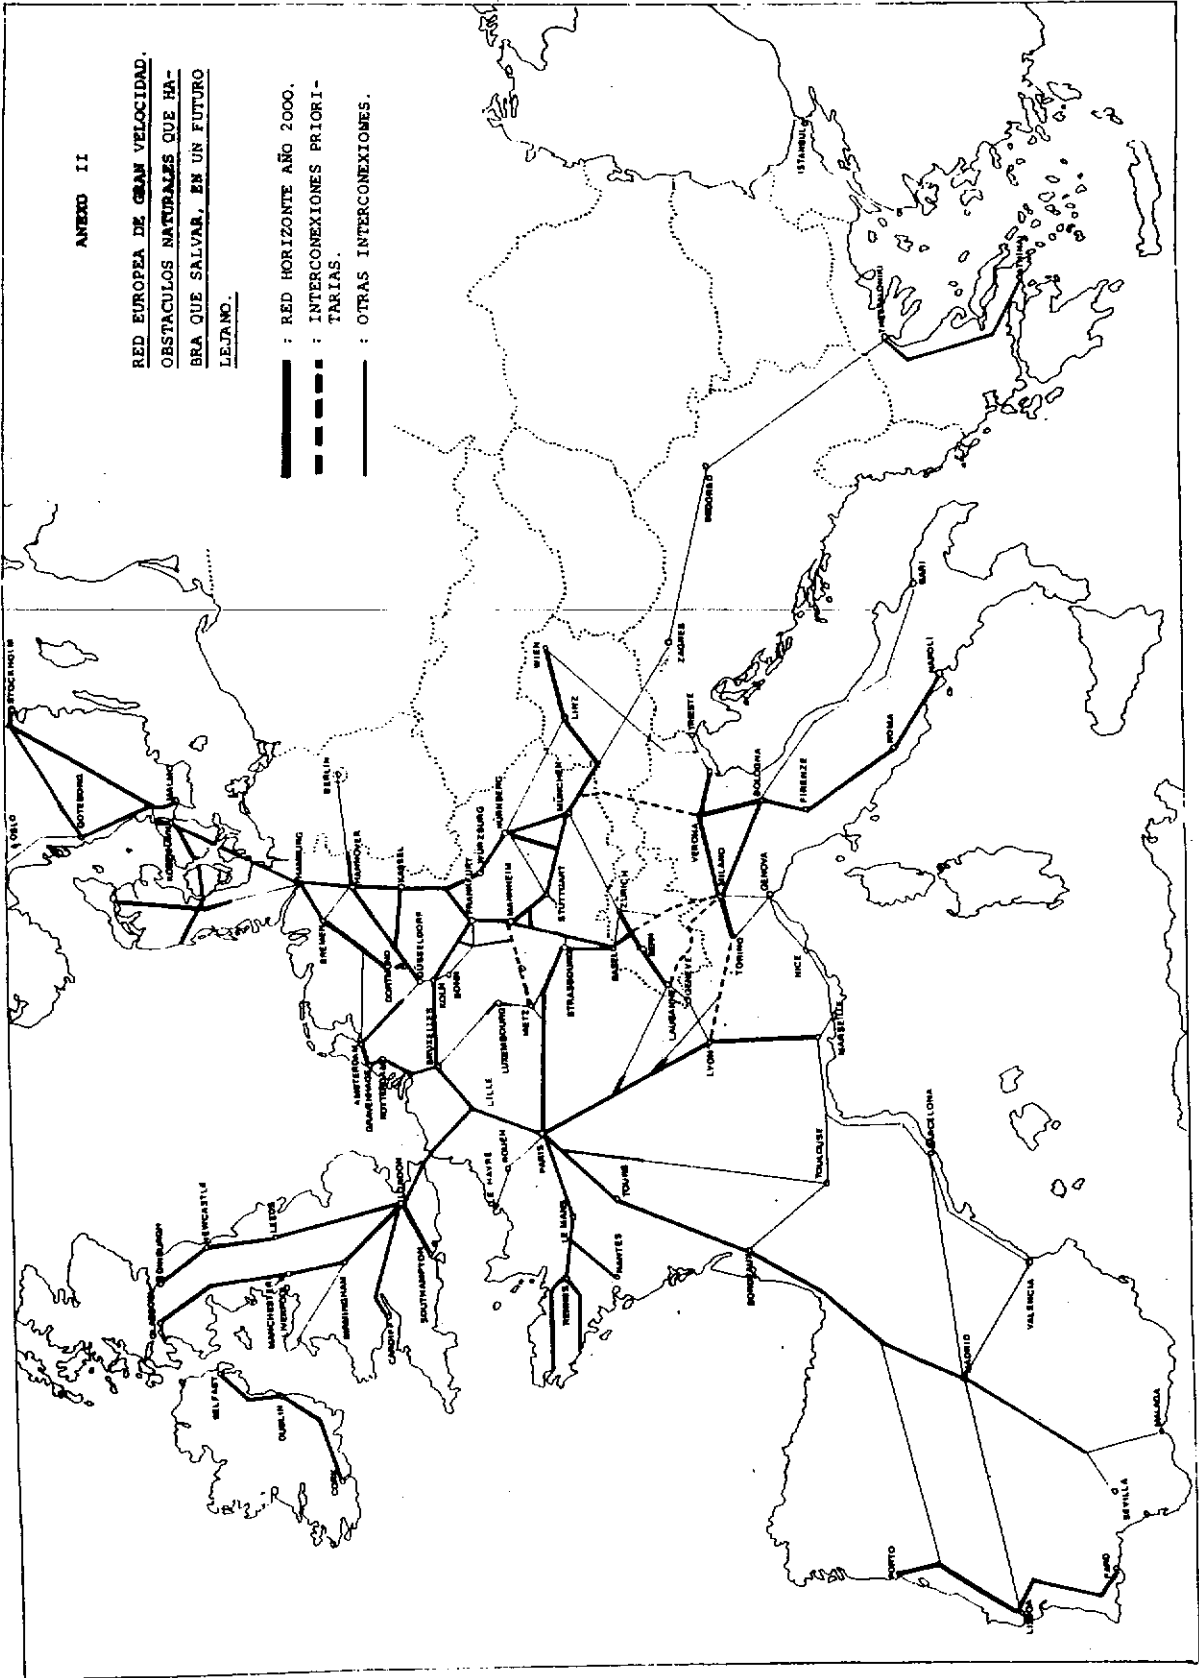 ANEXO II
RED EUROPEA DE GRAN VELOCIDAD.
OBSTACULOS NATURALES QUE HA-
BRA QUE SALVAR, EN UN FUTURO
LEJANO.
: RED HORIZONTE AÑO 2000.
: INTERCONEXIONES PRIORI-
TARIAS.
: OTRAS INTERCONEXIONES.
OSLO
STOCKHOLM
GOTEBORG
MALMO
GLASGOW
EDINBURGH
NEWCASTLE
LEEDS
BELFAST
DUBLIN
CORK
MANCHESTER
LIVERPOOL
BIRMINGHAM
CARDIFF
LONDON
SOUTHAMPTON
HAMBURG
BREMEN
HANNOVER
BERLIN
AMSTERDAM
GRAVENHAGE
ROTTERDAM
DORTMUND
DUSSELDORF
KASSEL
KOLN
BONN
BRUXELLES
LILLE
FRANKFURT
WURZBURG
NÜRNBERG
MANNHEIM
LUXEMBOURG
METZ
LE HAVRE
ROUEN
PARIS
STRASBOURG
STUTTGART
MÜNCHEN
LINZ
WIEN
LE MANS
RENNES
NANTES
TOURS
BASEL
ZURICH
BERN
LAUSANNE
GENEVE
LYON
ZAGREB
BEOGRAD
TRIESTE
VERONA
MILANO
TORINO
GENOVA
BOLOGNA
FIRENZE
ROMA
NAPOLI
BARI
NICE
MARSEILLE
BORDEAUX
TOULOUSE
BARCELONA
VALENCIA
MADRID
PORTO
LISBOA
FARO
SEVILLA
MALAGA
ISTANBUL
THESSALONIKI